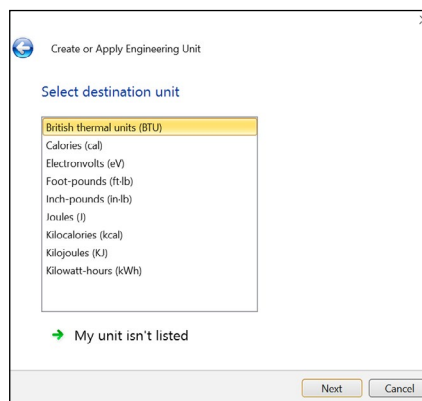 Create or Apply Engineering Unit
Select destination unit
British thermal units (BTU)
Calories (cal)
Electronvolts (eV)
Foot-pounds (ft·lb)
Inch-pounds (in·lb)
Joules (J)
Kilocalories (kcal)
Kilojoules (KJ)
Kilowatt-hours (kWh)
My unit isn't listed
Next Cancel